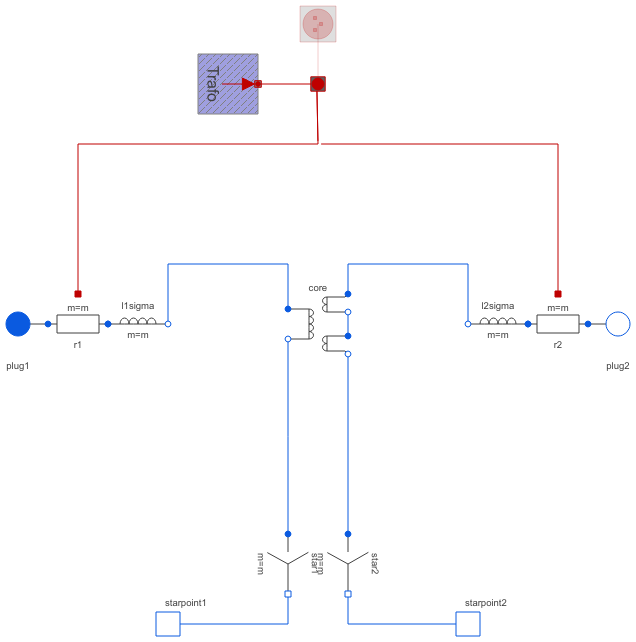 Trafo
core
m=m
l1sigma
l2sigma
m=m
r1
m=m
m=m
r2
plug1
plug2
m=m
star1
m=m
star2
starpoint1
starpoint2